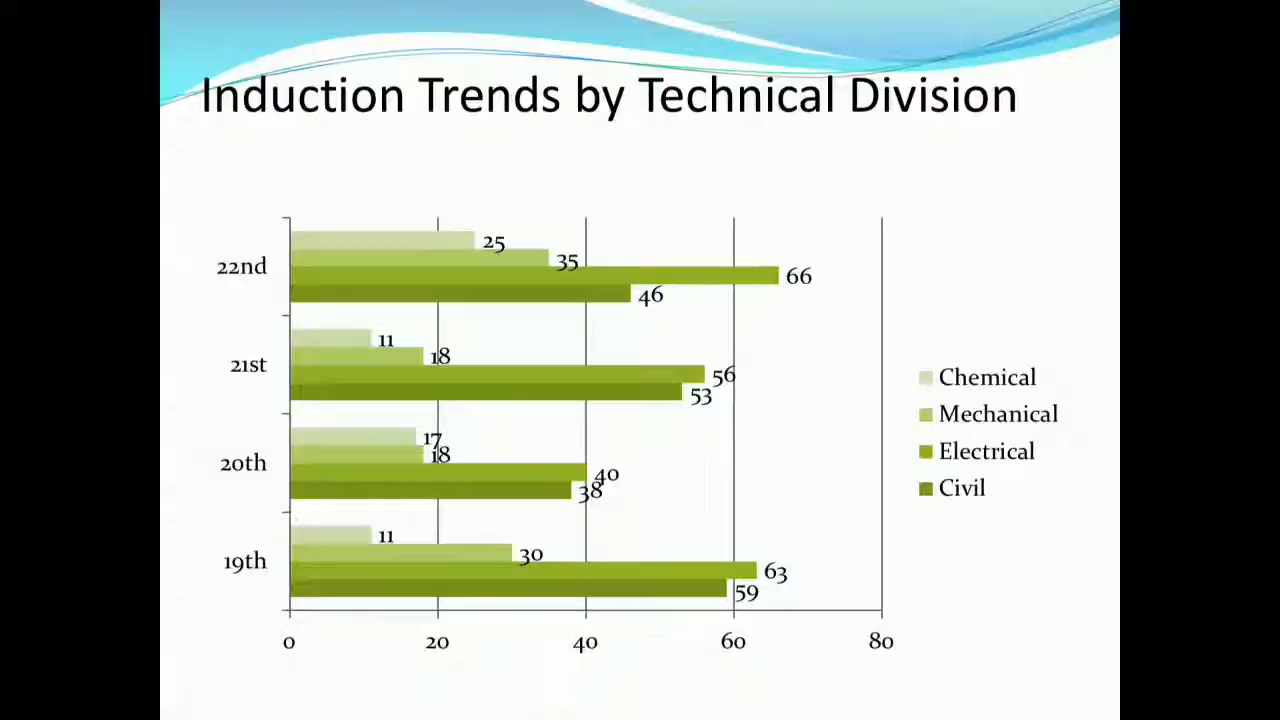 Induction Trends by Technical Division
22nd
25
35
66
46
21st
11
18
56
53
20th
17
18
40
38
19th
11
30
63
59
0 20 40 60 80
Chemical
Mechanical
Electrical
Civil